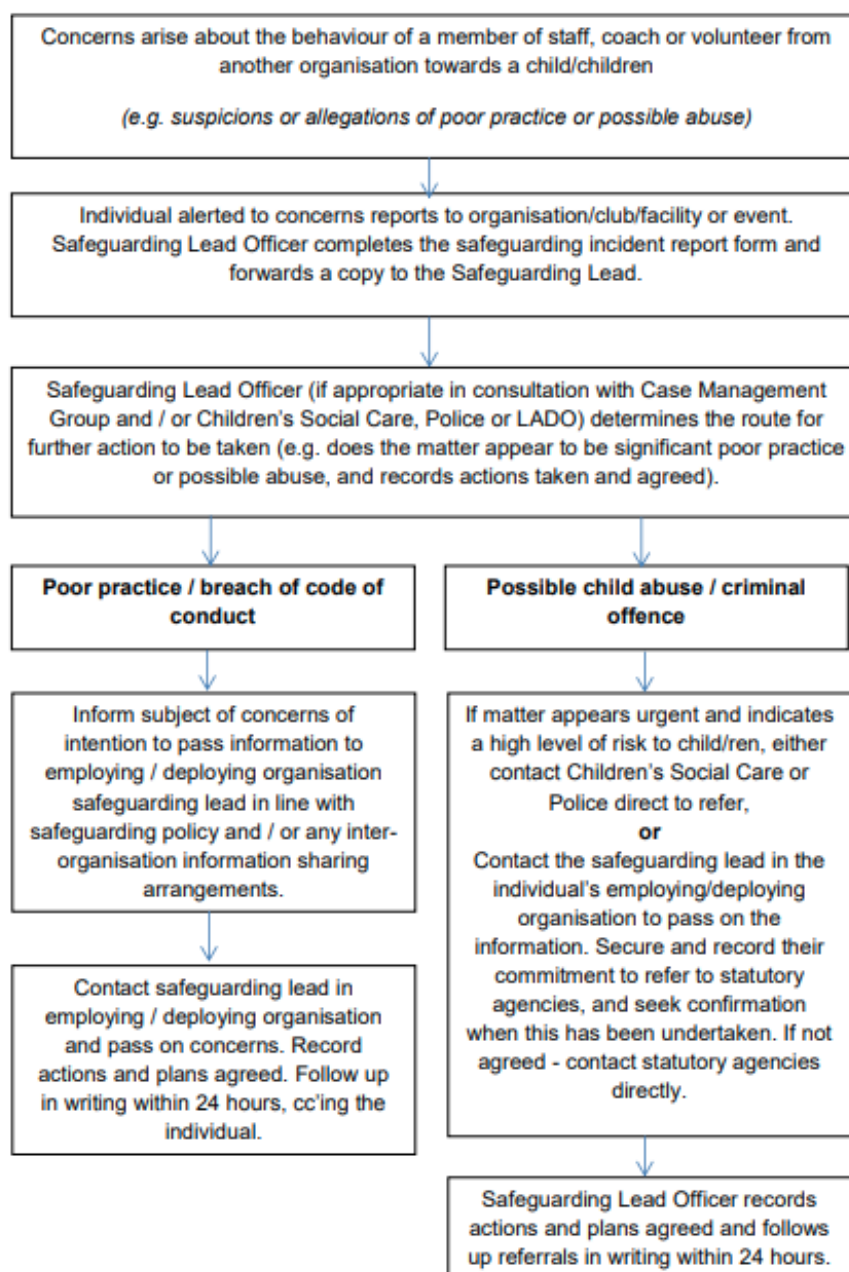 Concerns arise about the behaviour of a member of staff, coach or volunteer from
another organisation towards a child/children
(e.g. suspicions or allegations of poor practice or possible abuse)
Individual alerted to concerns reports to organisation/club/facility or event.
Safeguarding Lead Officer completes the safeguarding incident report form and
forwards a copy to the Safeguarding Lead.
Safeguarding Lead Officer (if appropriate in consultation with Case Management
Group and / or Children's Social Care, Police or LADO) determines the route for
further action to be taken (e.g. does the matter appear to be significant poor practice
or possible abuse, and records actions taken and agreed).
Poor practice / breach of code of
conduct
Inform subject of concerns of
intention to pass information to
employing / deploying organisation
safeguarding lead in line with
safeguarding policy and / or any inter-
organisation information sharing
arrangements.
Contact safeguarding lead in
employing / deploying organisation
and pass on concerns. Record
actions and plans agreed. Follow up
in writing within 24 hours, cc'ing the
individual.
Possible child abuse / criminal
offence
If matter appears urgent and indicates
a high level of risk to child/ren, either
contact Children's Social Care or
Police direct to refer,
or
Contact the safeguarding lead in the
individual's employing/deploying
organisation to pass on the
information. Secure and record their
commitment to refer to statutory
agencies, and seek confirmation
when this has been undertaken. If not
agreed - contact statutory agencies
directly.
Safeguarding Lead Officer records
actions and plans agreed and follows
up referrals in writing within 24 hours.